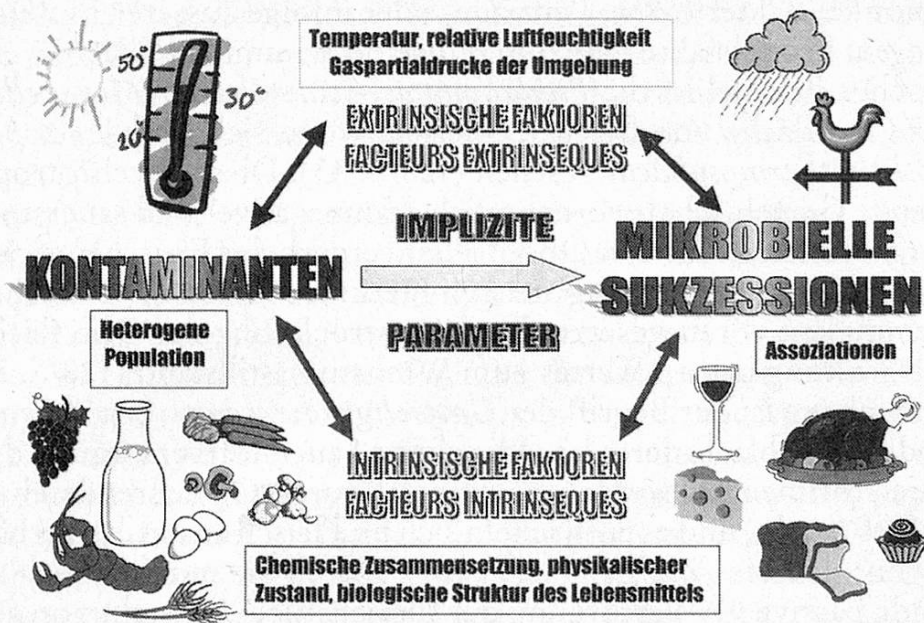 Temperatur, relative Luftfeuchtigkeit
Gaspartialdrucke der Umgebung
50°
30°
EXTRINSISCHE FAKTOREN
FACTEURS EXTRINSEQUES
IMPLIZITE
KONTAMINANTEN
MIKROBIELLE
SUKZESSIONEN
PARAMETER
Heterogene
Population
Assoziationen
INTRINSISCHE FAKTOREN
FACTEURS INTRINSEQUES
Chemische Zusammensetzung, physikalischer
Zustand, biologische Struktur des Lebensmittels